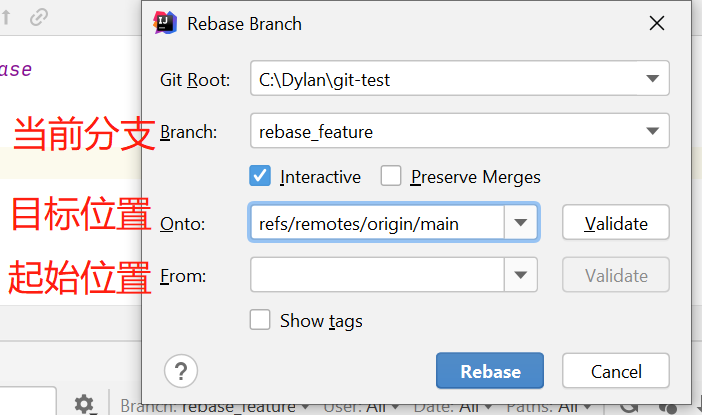 Rebase Branch
ase
Git Root: C:\Dylan\git-test
当前分支 Branch: rebase_feature
Interactive Preserve Merges
目标位置 Onto: refs/remotes/origin/main Validate
起始位置 From: Validate
Show tags
? Rebase Cancel
Branch: rebase_feature User: All Date: All Paths: All